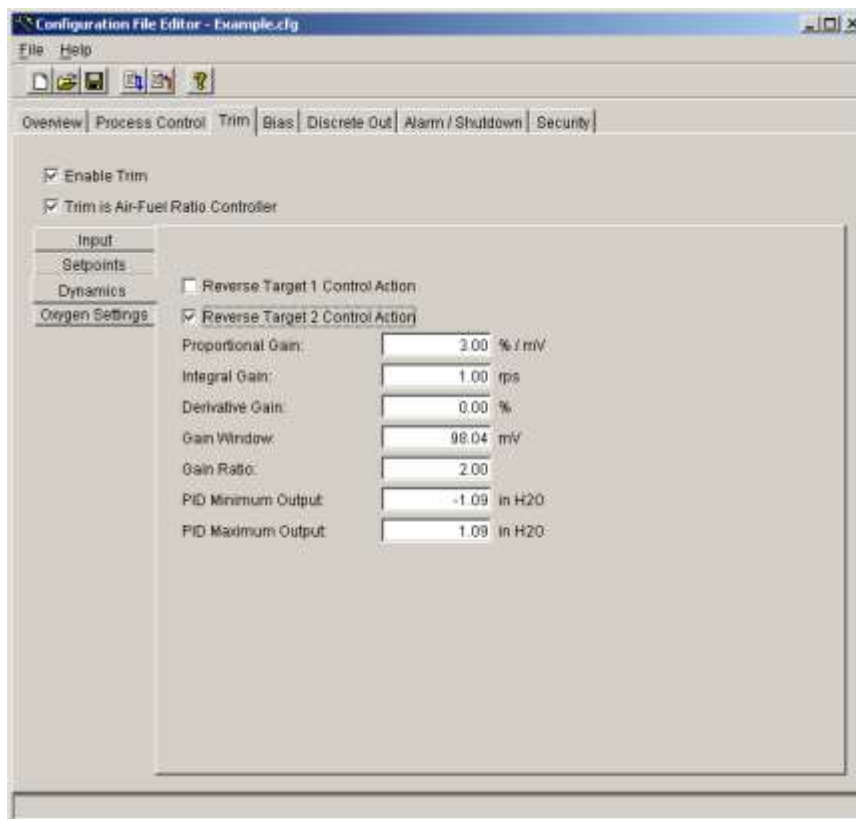 Configuration File Editor - Example.cfg
File Help
Overview Process Control Trim Bias Discrete Out Alarm / Shutdown Security
Enable Trim
Trim is Air-Fuel Ratio Controller
Input
Setpoints
Dynamics
Oxygen Settings
Reverse Target 1 Control Action
Reverse Target 2 Control Action
Proportional Gain: 3.00 % / mV
Integral Gain: 1.00 rps
Derivative Gain: 0.00 %
Gain Window: 98.04 mV
Gain Ratio: 2.00
PID Minimum Output: -1.09 in H2O
PID Maximum Output: 1.09 in H2O